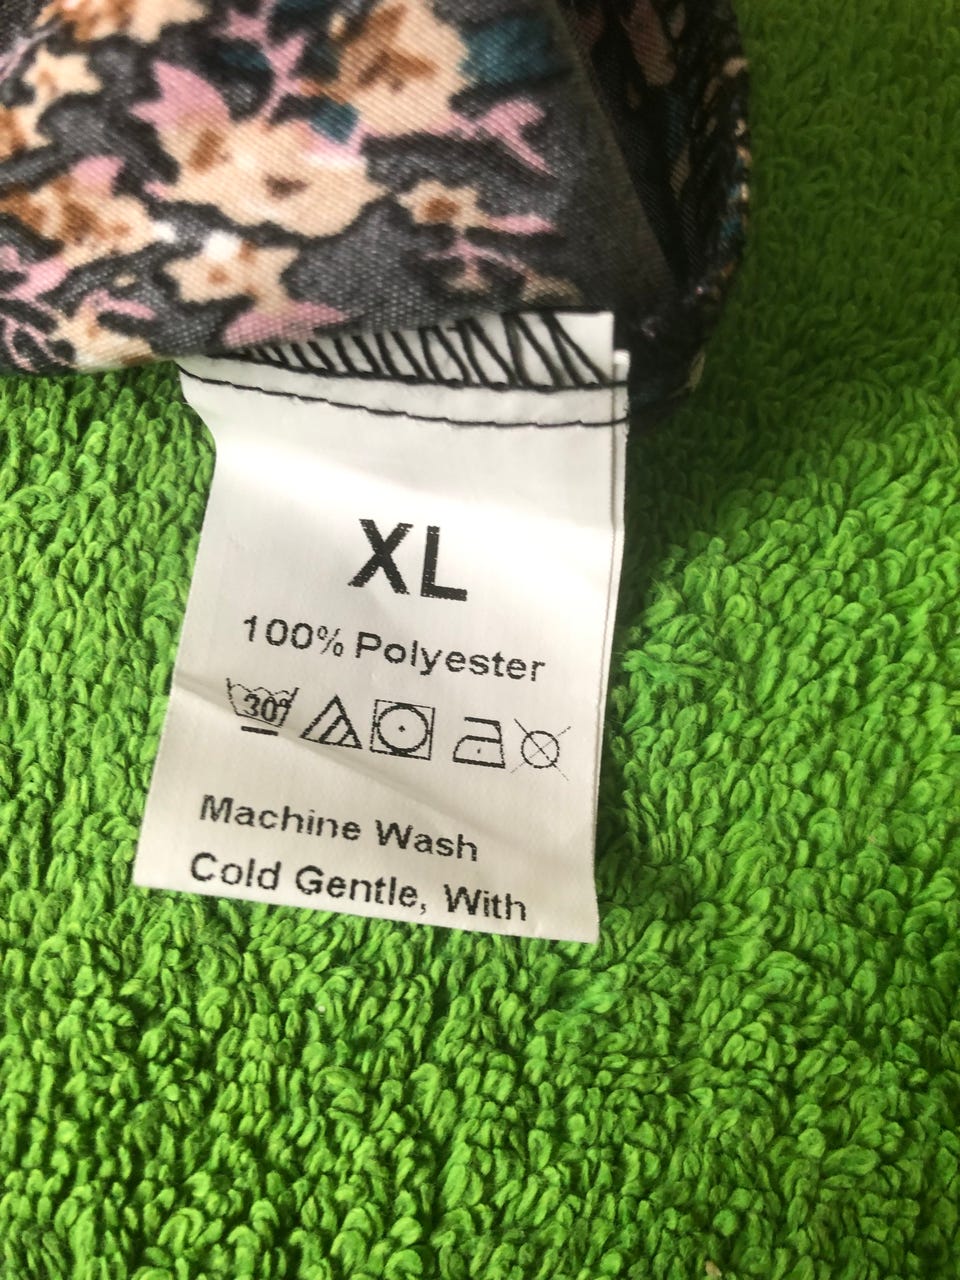 XL
100% Polyester
30
Machine Wash
Cold Gentle, With